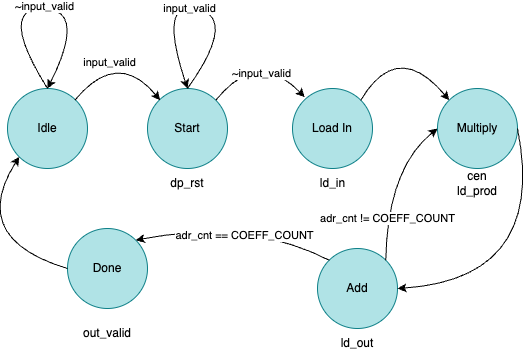 ~input_valid
input_valid
input_valid
~input_valid
Idle
Start
Load In
Multiply
dp_rst
ld_in
cen
ld_prod
adr_cnt != COEFF_COUNT
adr_cnt == COEFF_COUNT
Done
Add
out_valid
ld_out